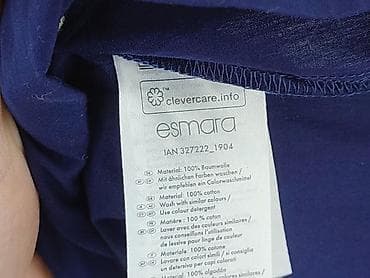 clevercare.info
esmara
IAN 327222_1904
Material: 100% Baumwolle
Mit ähnlichen Farben waschen /
wir empfehlen ein Colorwaschmittel
Material: 100% cotton
Wash with similar colours /
Use colour detergent
Matière : 100% coton
Laver avec des couleurs similaires /
nous conseillons l'utilisation
de lessive pour linge de couleur
Materiale: 100% cotone
Lavare con colori simili / si consiglia
un detersivo per capi colorati
Material: 100% algodón